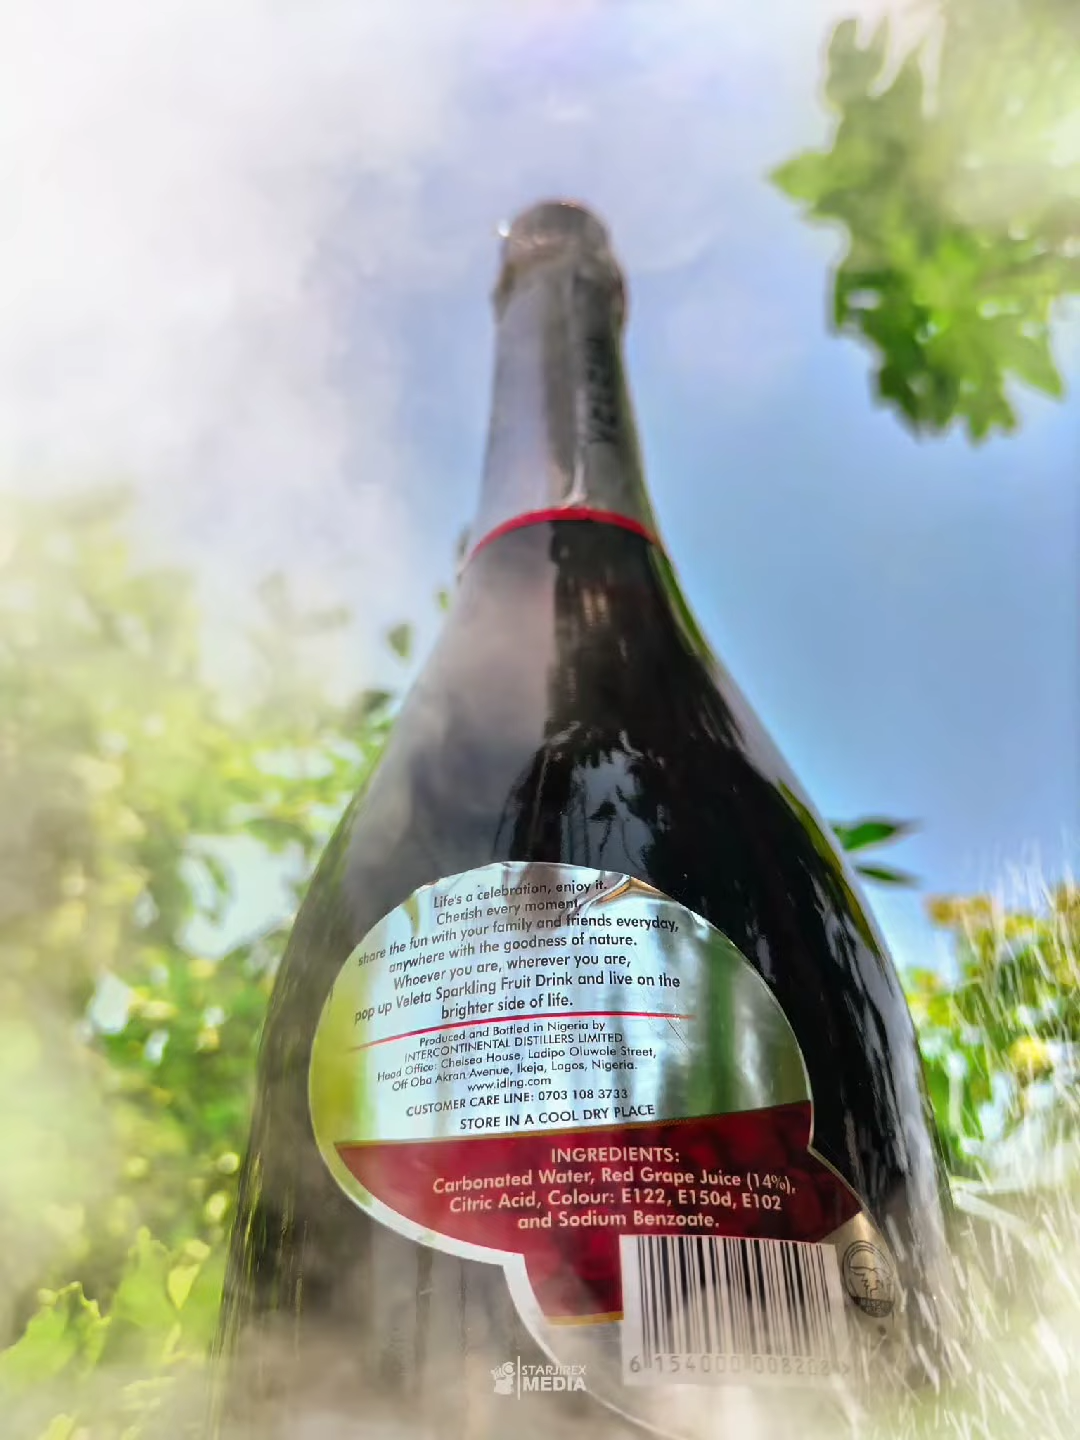 Life's a celebration, enjoy it.
Cherish every moment,
share the fun with your family and friends everyday,
anywhere with the goodness of nature.
Whoever you are, wherever you are,
pop up Veleta Sparkling Fruit Drink and live on the
brighter side of life.
Produced and Bottled in Nigeria by
INTERCONTINENTAL DISTILLERS LIMITED
Head Office: Chelsea House, Ladipo Oluwole Street,
Off Oba Akran Avenue, Ikeja, Lagos, Nigeria.
www.iding.com
CUSTOMER CARE LINE: 0703 108 3733
STORE IN A COOL DRY PLACE
INGREDIENTS:
Carbonated Water, Red Grape Juice (14%),
Citric Acid, Colour: E122, E150d, E102
and Sodium Benzoate.
6 154000
STARJIREX
MEDIA